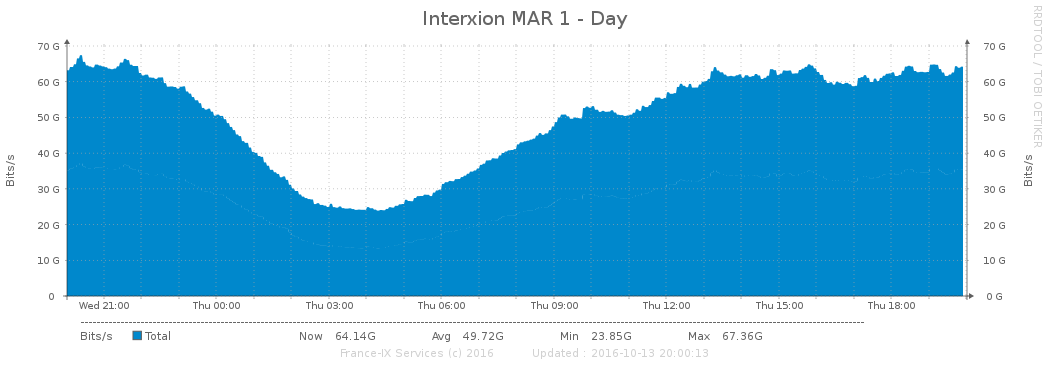 Interxion MAR 1 - Day
RRDTOOL / TOBI OETIKER
Bits/s
Bits/s
70 G 70 G
60 G 60 G
50 G 50 G
40 G 40 G
30 G 30 G
20 G 20 G
10 G 10 G
0 0 G
Wed 21:00 Thu 00:00 Thu 03:00 Thu 06:00 Thu 09:00 Thu 12:00 Thu 15:00 Thu 18:00
Bits/s Total Now 64.14G Avg 49.72G Min 23.85G Max 67.36G
France-IX Services (c) 2016 Updated : 2016-10-13 20:00:13